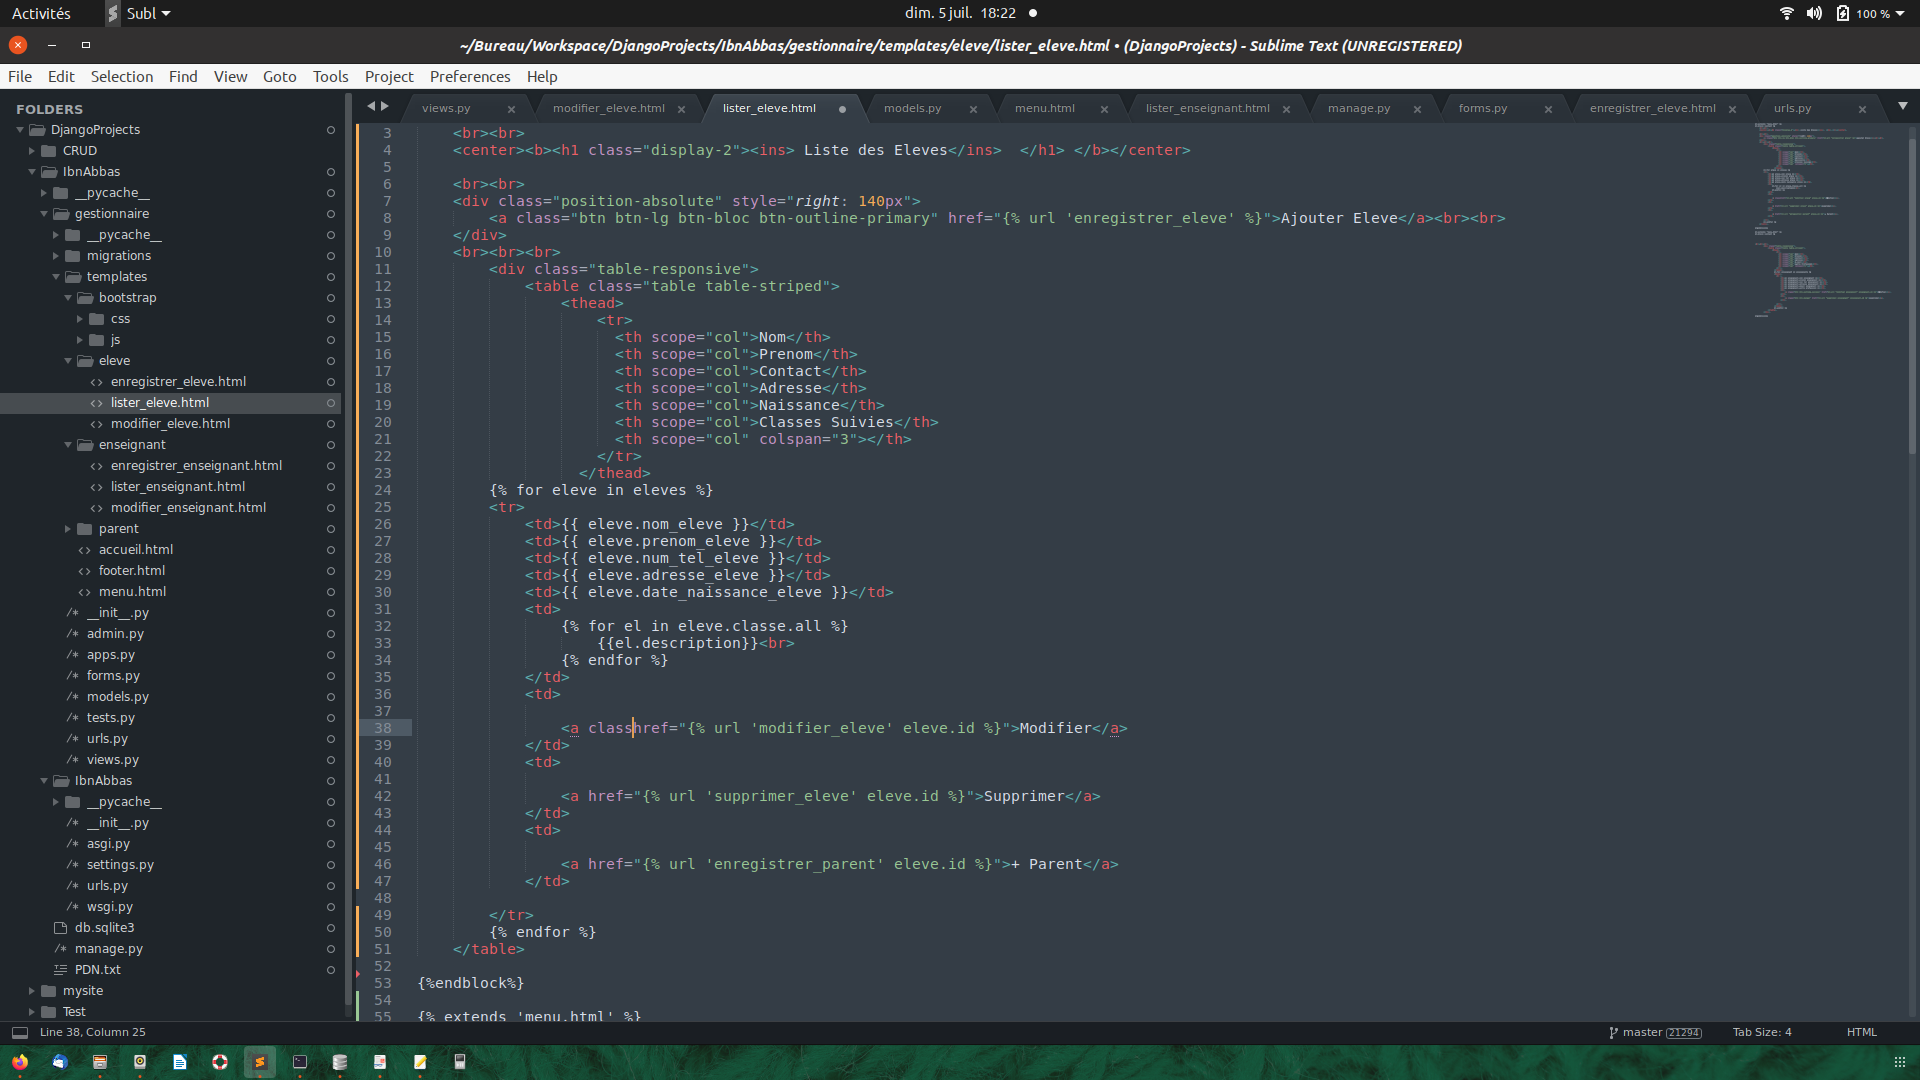 Activités
Subl
dim. 5 juil. 18:22
100 %
~/Bureau/Workspace/DjangoProjects/IbnAbbas/gestionnaire/templates/eleve/lister_eleve.html • (DjangoProjects) - Sublime Text (UNREGISTERED)
File Edit Selection Find View Goto Tools Project Preferences Help
FOLDERS
DjangoProjects
CRUD
IbnAbbas
__pycache__
gestionnaire
__pycache__
migrations
templates
bootstrap
css
js
eleve
enregistrer_eleve.html
lister_eleve.html
modifier_eleve.html
enseignant
enregistrer_enseignant.html
lister_enseignant.html
modifier_enseignant.html
parent
accueil.html
footer.html
menu.html
__init__.py
admin.py
apps.py
forms.py
models.py
tests.py
urls.py
views.py
IbnAbbas
__pycache__
__init__.py
asgi.py
settings.py
urls.py
wsgi.py
db.sqlite3
manage.py
PDN.txt
mysite
Test
views.py modifier_eleve.html lister_eleve.html models.py menu.html lister_enseignant.html manage.py forms.py enregistrer_eleve.html urls.py
3 <br><br>
4 <center><b><h1 class="display-2"><ins> Liste des Eleves</ins>  </h1> </b></center>
5
6 <br><br>
7 <div class="position-absolute" style="right: 140px">
8 <a class="btn btn-lg btn-bloc btn-outline-primary" href="{% url 'enregistrer_eleve' %}">Ajouter Eleve</a><br><br>
9 </div>
10 <br><br><br>
11 <div class="table-responsive">
12 <table class="table table-striped">
13 <thead>
14 <tr>
15 <th scope="col">Nom</th>
16 <th scope="col">Prenom</th>
17 <th scope="col">Contact</th>
18 <th scope="col">Adresse</th>
19 <th scope="col">Naissance</th>
20 <th scope="col">Classes Suivies</th>
21 <th scope="col" colspan="3"></th>
22 </tr>
23 </thead>
24 {% for eleve in eleves %}
25 <tr>
26 <td>{{ eleve.nom_eleve }}</td>
27 <td>{{ eleve.prenom_eleve }}</td>
28 <td>{{ eleve.num_tel_eleve }}</td>
29 <td>{{ eleve.adresse_eleve }}</td>
30 <td>{{ eleve.date_naissance_eleve }}</td>
31 <td>
32 {% for el in eleve.classe.all %}
33 {{el.description}}<br>
34 {% endfor %}
35 </td>
36 <td>
37
38 <a classhref="{% url 'modifier_eleve' eleve.id %}">Modifier</a>
39 </td>
40 <td>
41
42 <a href="{% url 'supprimer_eleve' eleve.id %}">Supprimer</a>
43 </td>
44 <td>
45
46 <a href="{% url 'enregistrer_parent' eleve.id %}">+ Parent</a>
47 </td>
48
49 </tr>
50 {% endfor %}
51 </table>
52
53 {%endblock%}
54
55 {% extends 'menu.html' %}
Line 38, Column 25
master 21294
Tab Size: 4
HTML